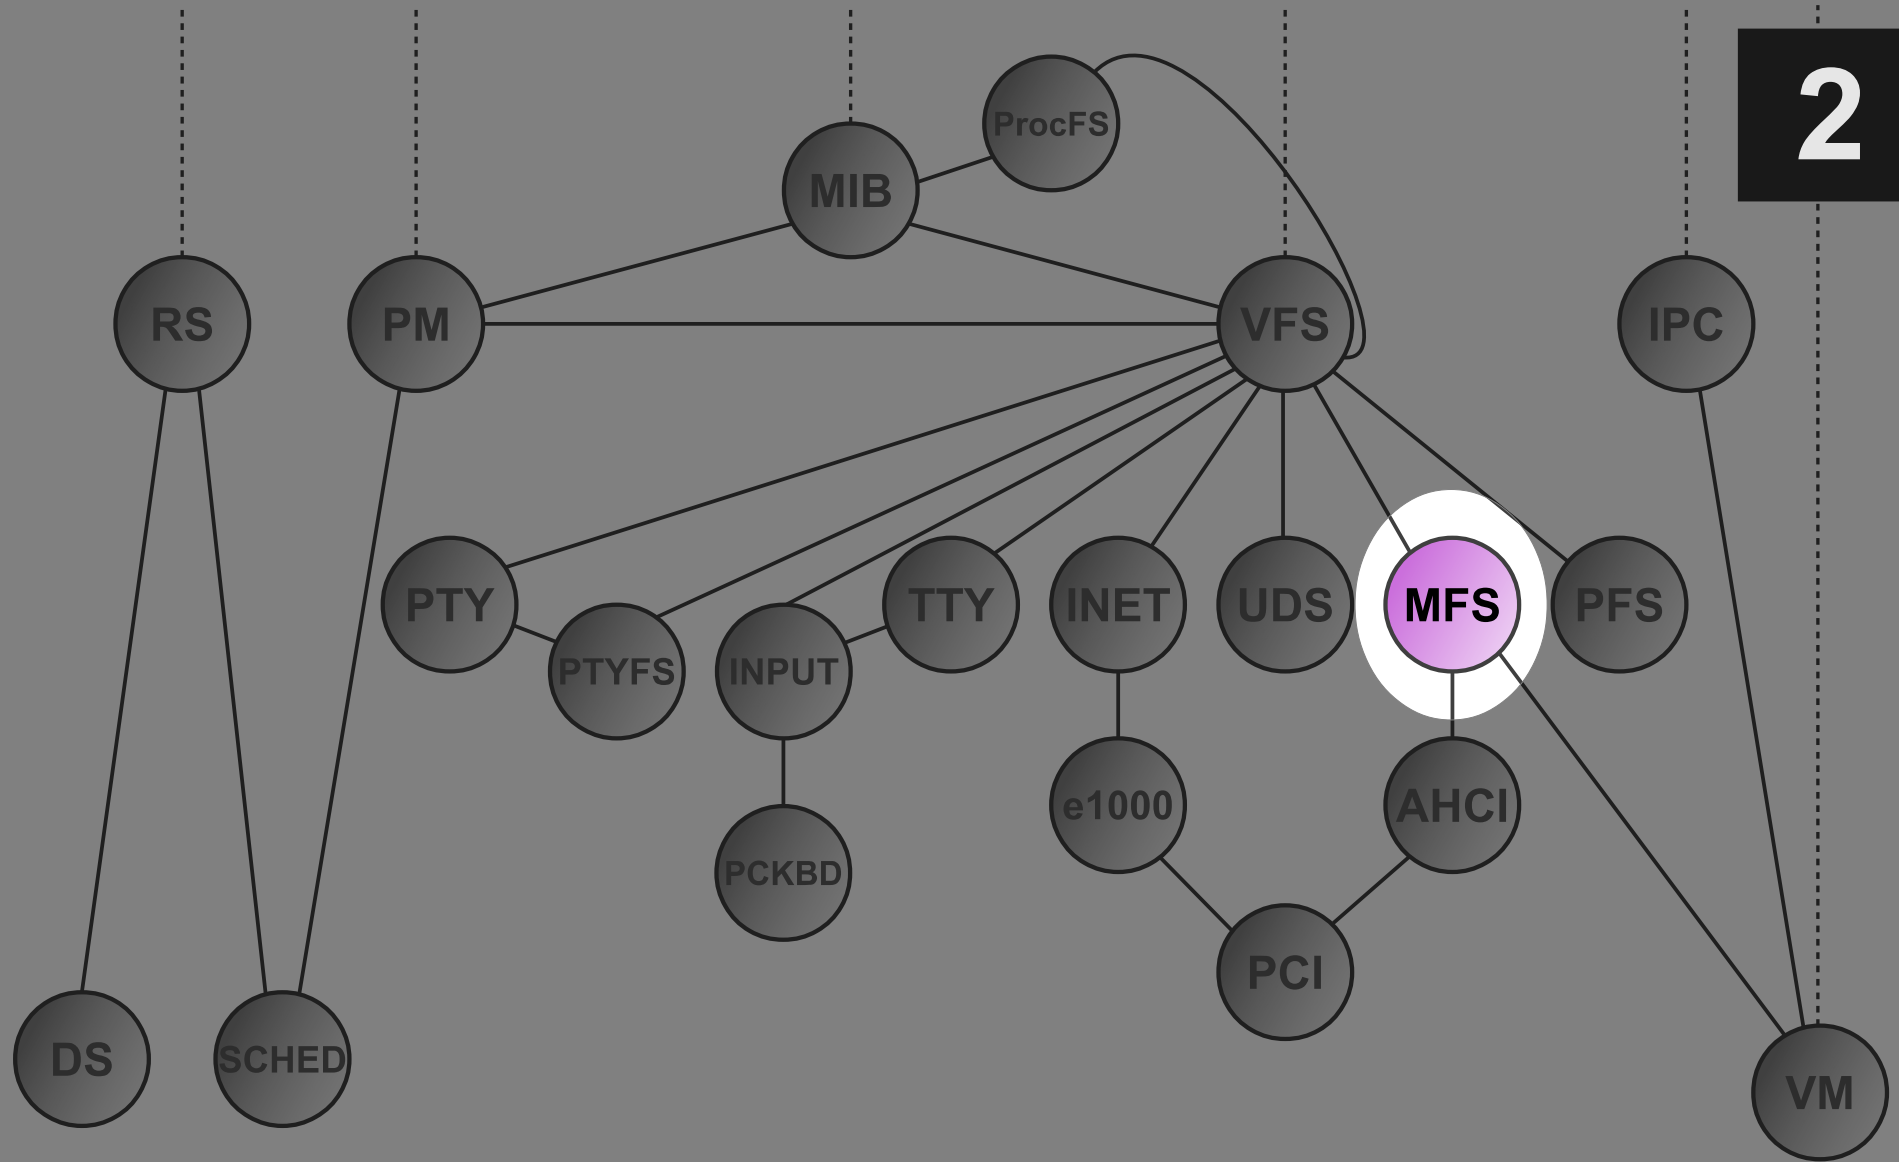 2
ProcFS
MIB
RS
PM
VFS
IPC
PTY
PTYFS
INPUT
TTY
INET
UDS
MFS
PFS
e1000
AHCI
PCKBD
PCI
DS
SCHED
VM